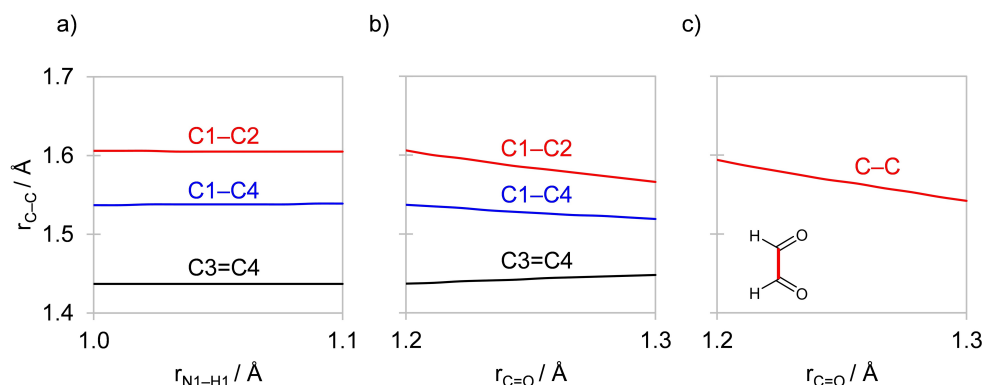 a)
b)
c)
r C–C / Å
1.7
1.6
1.5
1.4
C1–C2
C1–C4
C3=C4
1.0
1.1
r N1–H1 / Å
C1–C2
C1–C4
C3=C4
1.2
1.3
r C=O / Å
C–C
H
O
H
O
1.2
1.3
r C=O / Å